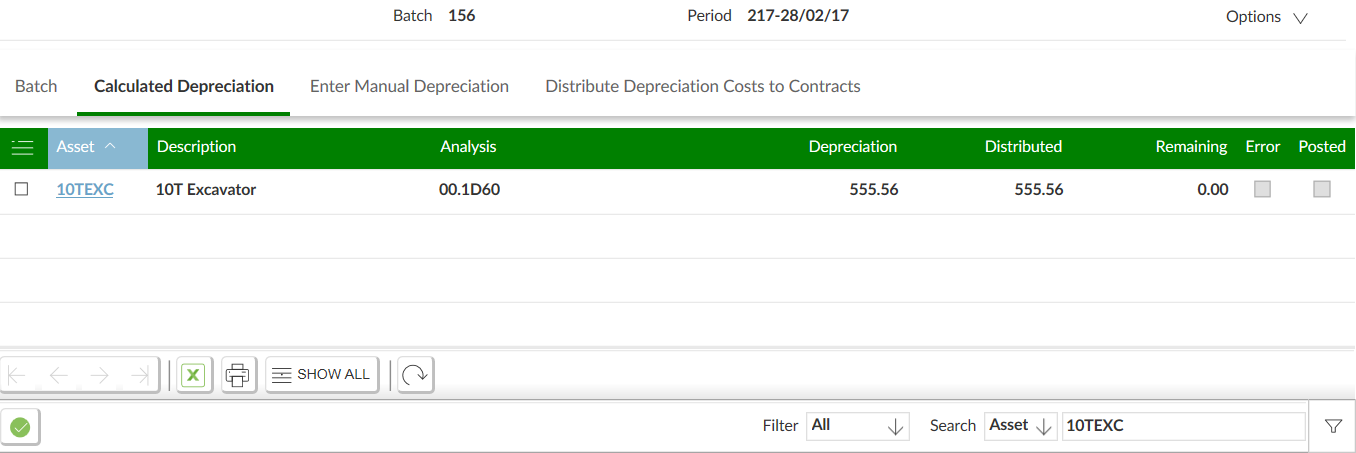 Batch 156 Period 217-28/02/17 Options
Batch Calculated Depreciation Enter Manual Depreciation Distribute Depreciation Costs to Contracts
Asset Description Analysis Depreciation Distributed Remaining Error Posted
10TEXC 10T Excavator 00.1D60 555.56 555.56 0.00
SHOW ALL
Filter All Search Asset 10TEXC